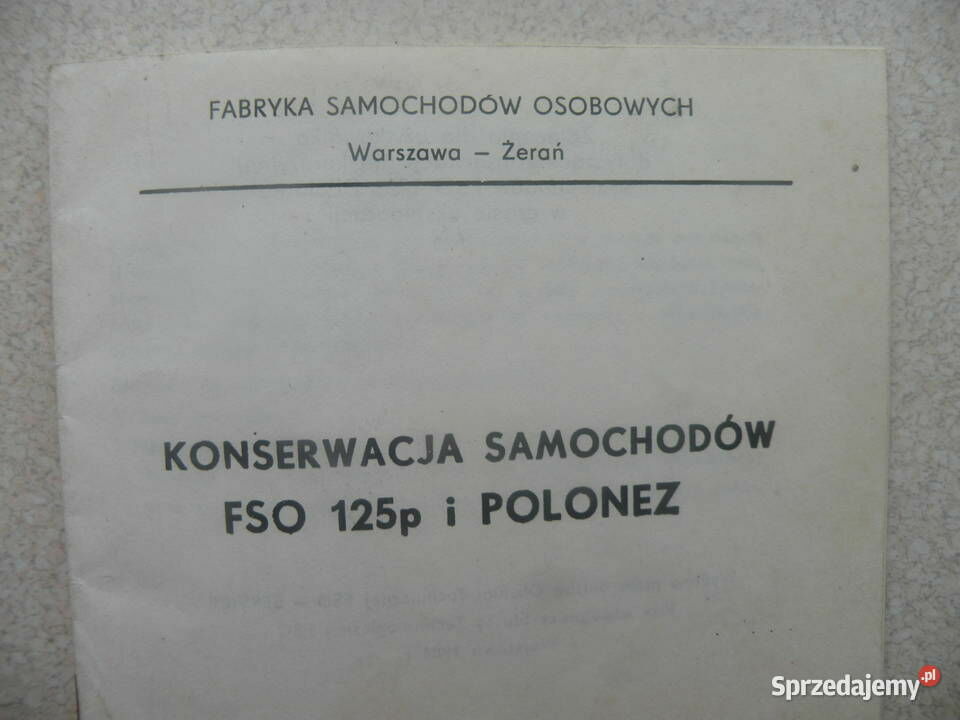 FABRYKA SAMOCHODÓW OSOBOWYCH
Warszawa – Żerań
KONSERWACJA SAMOCHODÓW
FSO 125p i POLONEZ
Sprzedajemy.pl